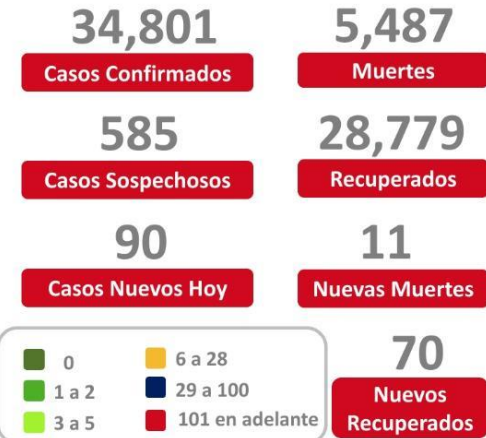 34,801
Casos Confirmados
5,487
Muertes
585
Casos Sospechosos
28,779
Recuperados
90
Casos Nuevos Hoy
11
Nuevas Muertes
0
1 a 2
3 a 5
6 a 28
29 a 100
101 en adelante
70
Nuevos
Recuperados